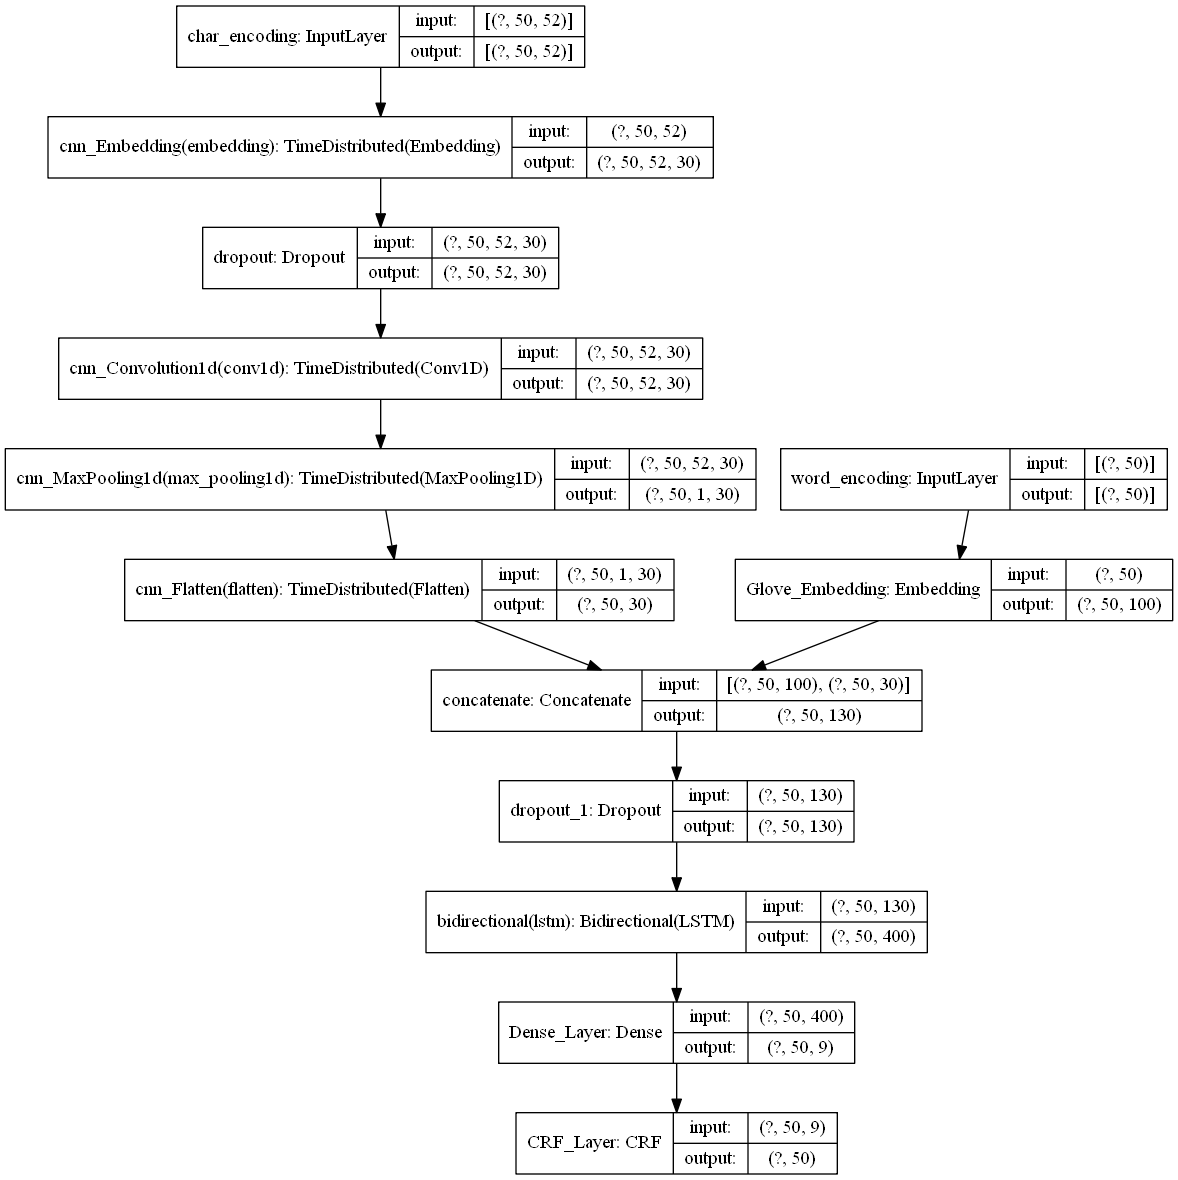 char_encoding: InputLayer
input: [(?, 50, 52)]
output: [(?, 50, 52)]
cnn_Embedding(embedding): TimeDistributed(Embedding)
input: (?, 50, 52)
output: (?, 50, 52, 30)
dropout: Dropout
input: (?, 50, 52, 30)
output: (?, 50, 52, 30)
cnn_Convolution1d(conv1d): TimeDistributed(Conv1D)
input: (?, 50, 52, 30)
output: (?, 50, 52, 30)
cnn_MaxPooling1d(max_pooling1d): TimeDistributed(MaxPooling1D)
input: (?, 50, 52, 30)
output: (?, 50, 1, 30)
word_encoding: InputLayer
input: [(?, 50)]
output: [(?, 50)]
cnn_Flatten(flatten): TimeDistributed(Flatten)
input: (?, 50, 1, 30)
output: (?, 50, 30)
Glove_Embedding: Embedding
input: (?, 50)
output: (?, 50, 100)
concatenate: Concatenate
input: [(?, 50, 100), (?, 50, 30)]
output: (?, 50, 130)
dropout_1: Dropout
input: (?, 50, 130)
output: (?, 50, 130)
bidirectional(lstm): Bidirectional(LSTM)
input: (?, 50, 130)
output: (?, 50, 400)
Dense_Layer: Dense
input: (?, 50, 400)
output: (?, 50, 9)
CRF_Layer: CRF
input: (?, 50, 9)
output: (?, 50)